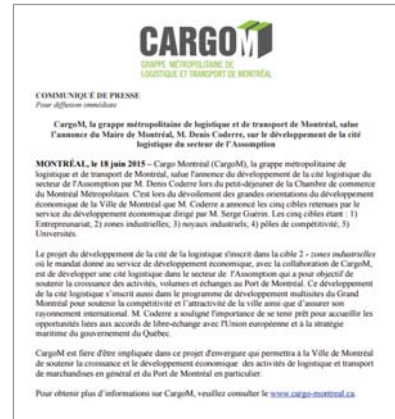 CARGOM
GRAPPE MÉTROPOLITAINE DE
LOGISTIQUE ET TRANSPORT DE MONTRÉAL
COMMUNIQUÉ DE PRESSE
Pour diffusion immédiate
CargoM, la grappe métropolitaine de logistique et de transport de Montréal, salue
l'annonce du Maire de Montréal, M. Denis Coderre, sur le développement de la cité
logistique du secteur de l'Assomption
MONTRÉAL, le 18 juin 2015 – Cargo Montréal (CargoM), la grappe métropolitaine de
logistique et de transport de Montréal, salue l'annonce du développement de la cité logistique du
secteur de l'Assomption par M. Denis Coderre lors du petit-déjeuner de la Chambre de commerce
du Montréal Métropolitain. C'est lors du dévoilement des grandes orientations du développement
économique de la Ville de Montréal que M. Coderre a annoncé les cinq cibles retenues par le
service du développement économique dirigé par M. Serge Guérin. Les cinq cibles étant : 1)
Entrepreunariat; 2) zones industrielles; 3) noyaux industriels; 4) pôles de compétitivité; 5)
Universités.
Le projet du développement de la cité de la logistique s'inscrit dans la cible 2 - zones industrielles
où le mandat donné au service de développement économique, avec la collaboration de CargoM,
est de développer une cité logistique dans le secteur de l'Assomption qui a pour objectif de
soutenir la croissance des activités, volumes et échanges au Port de Montréal. Ce développement
de la cité logistique s'inscrit aussi dans le programme de développement multisites du Grand
Montréal pour soutenir la compétitivité et l'attractivité de la ville ainsi que d'assurer son
rayonnement international. M. Coderre a souligné l'importance de se tenir prêt pour accueillir les
opportunités liées aux accords de libre-échange avec l'Union européenne et à la stratégie
maritime du gouvernement du Québec.
CargoM est fière d'être impliquée dans ce projet d'envergure qui permettra à la Ville de Montréal
de soutenir la croissance et le développement économique des activités de logistique et transport
de marchandises en général et du Port de Montréal en particulier.
Pour obtenir plus d'informations sur CargoM, veuillez consulter le www.cargo-montreal.ca.